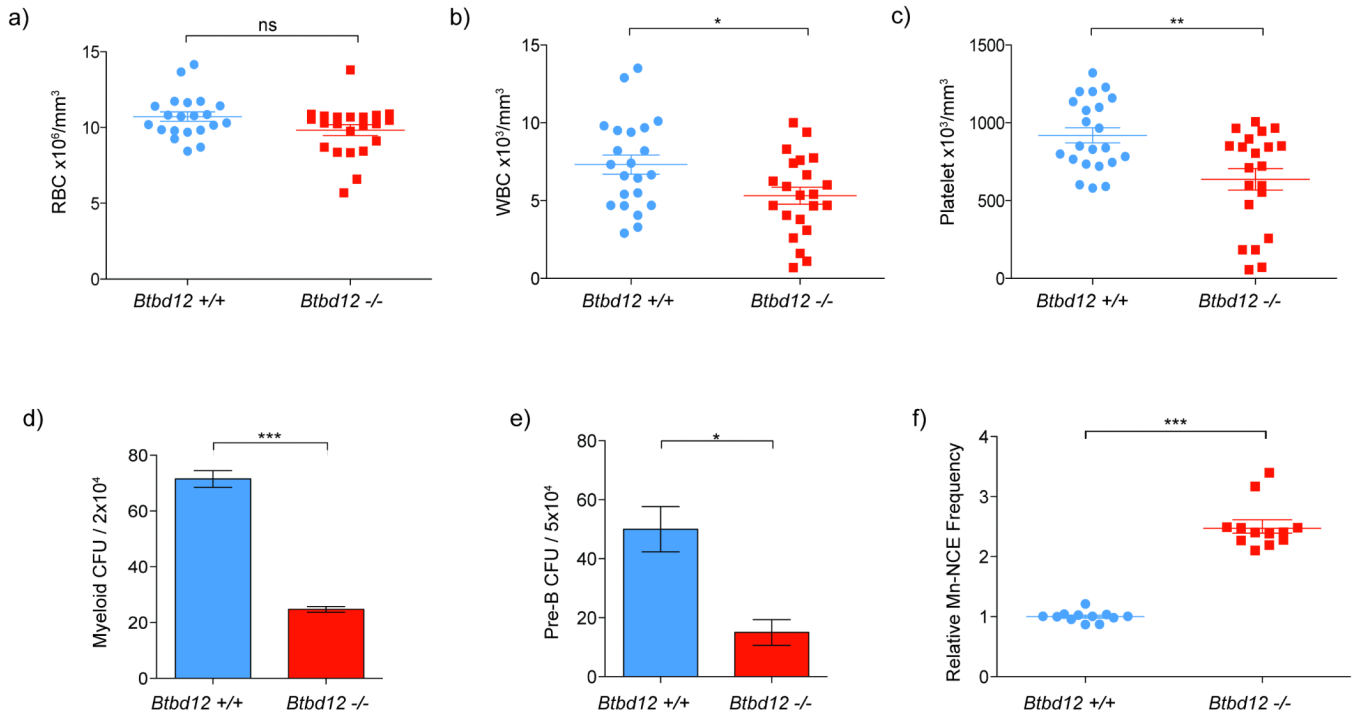 a)
ns
RBC x10⁶/mm³
15
10
5
0
Btbd12 +/+
Btbd12 -/-
b)
*
WBC x10³/mm³
15
10
5
0
Btbd12 +/+
Btbd12 -/-
c)
**
Platelet x10³/mm³
1500
1000
500
0
Btbd12 +/+
Btbd12 -/-
d)
***
Myeloid CFU / 2x10⁴
80
60
40
20
0
Btbd12 +/+
Btbd12 -/-
e)
*
Pre-B CFU / 5x10⁴
80
60
40
20
0
Btbd12 +/+
Btbd12 -/-
f)
***
Relative Mn-NCE Frequency
4
3
2
1
0
Btbd12 +/+
Btbd12 -/-